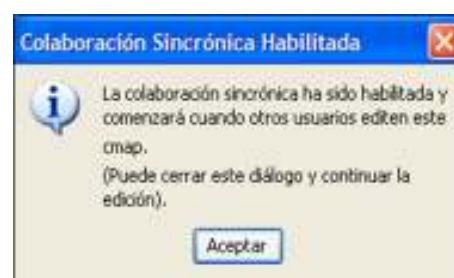 Colaboración Sincrónica Habilitada
La colaboración sincrónica ha sido habilitada y
comenzará cuando otros usuarios editen este
cmap.
(Puede cerrar este diálogo y continuar la
edición).
Aceptar